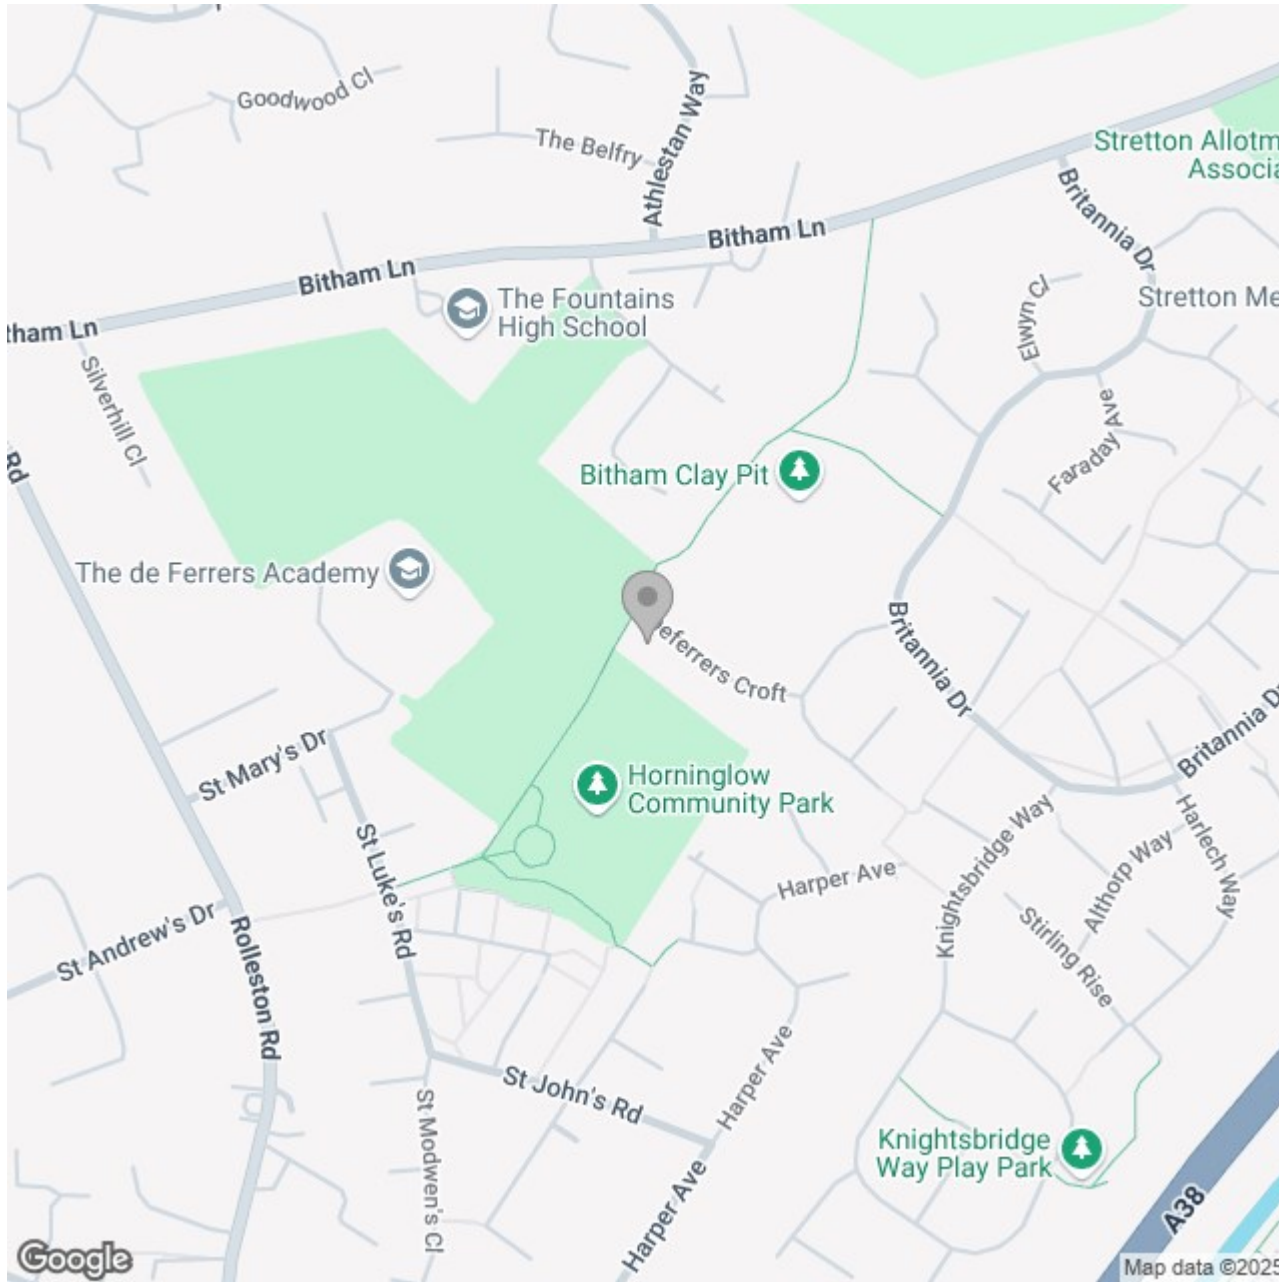 Goodwood Cl
The Belfry
Athlestan Way
Stretton Allotm
Associa
Britannia Dr
Bitham Ln
Bitham Ln
tham Ln
The Fountains
High School
Elwyn Cl
Stretton Me
Silverhill Cl
Faraday Ave
Rd
Bitham Clay Pit
The de Ferrers Academy
Deferrers Croft
Britannia Dr
Britannia Dr
St Mary's Dr
Horninglow
Community Park
Knightsbridge Way
Harlech Way
Althorp Way
St Luke's Rd
Harper Ave
St Andrew's Dr
Rolleston Rd
Stirling Rise
Harper Ave
St John's Rd
St Modwen's Cl
Knightsbridge
Way Play Park
Harper Ave
A38
Google
Map data ©2025